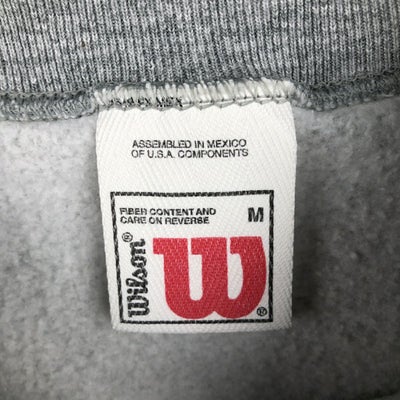 ASSEMBLED IN MEXICO
OF U.S.A. COMPONENTS
FIBER CONTENT AND
CARE ON REVERSE
M
Wilson®
W®